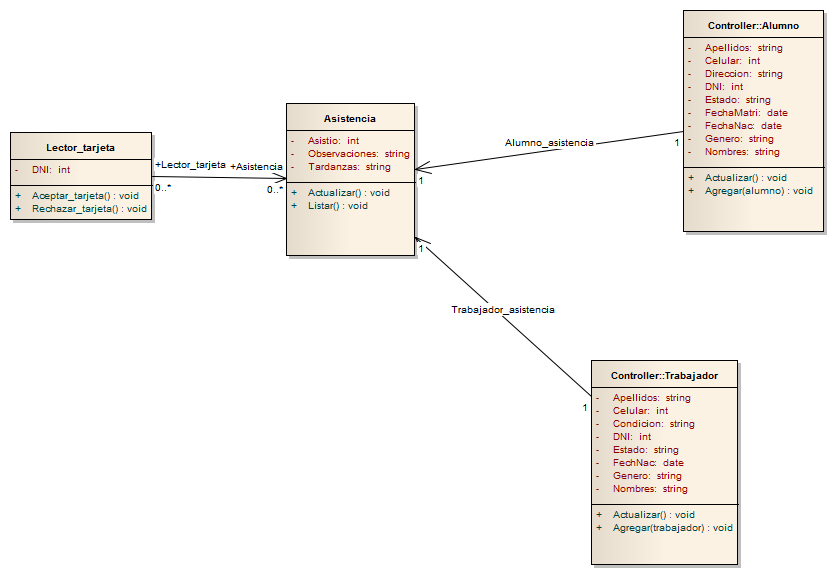 Controller::Alumno
- Apellidos: string
- Celular: int
- Direccion: string
- DNI: int
- Estado: string
- FechaMatri: date
- FechaNac: date
- Genero: string
- Nombres: string
+ Actualizar() : void
+ Agregar(alumno) : void
Asistencia
- Asistio: int
- Observaciones: string
- Tardanzas: string
+ Actualizar() : void
+ Listar() : void
Lector_tarjeta
- DNI: int
+ Aceptar_tarjeta() : void
+ Rechazar_tarjeta() : void
+Lector_tarjeta +Asistencia
0..* 0..*
Alumno_asistencia
1
1
Trabajador_asistencia
1
1
Controller::Trabajador
- Apellidos: string
- Celular: int
- Condicion: string
- DNI: int
- Estado: string
- FechNac: date
- Genero: string
- Nombres: string
+ Actualizar() : void
+ Agregar(trabajador) : void